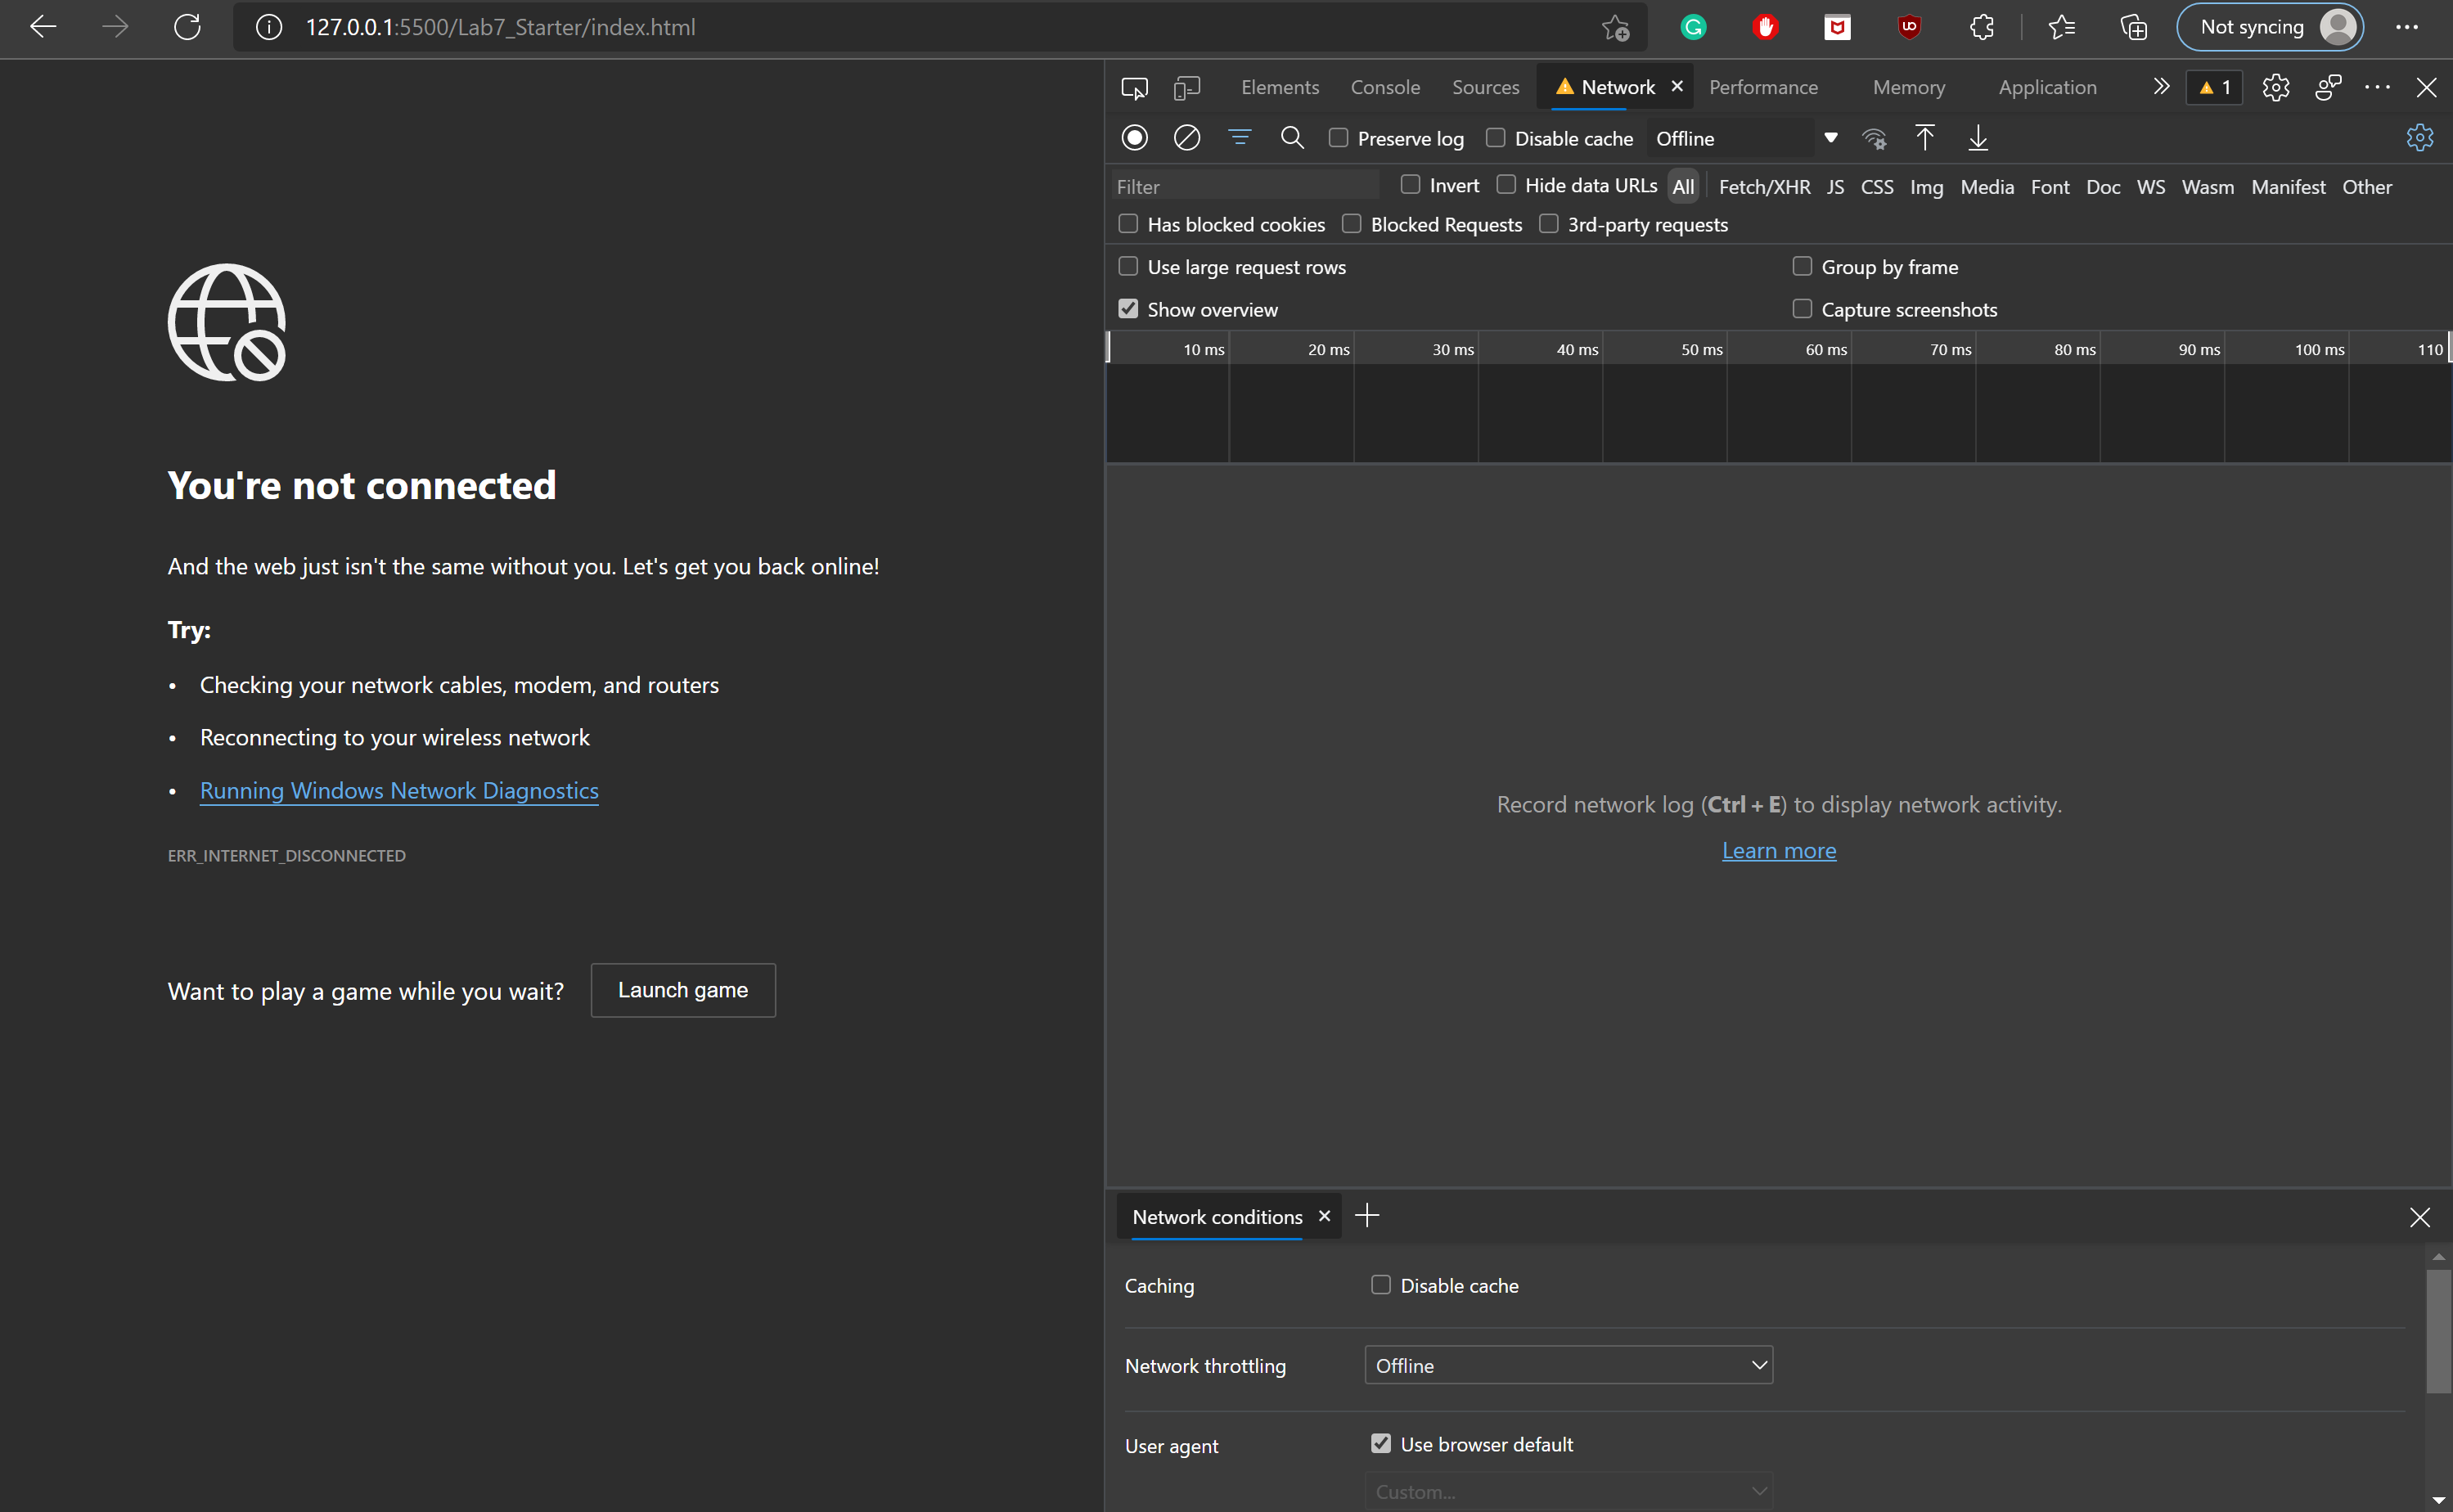 127.0.0.1:5500/Lab7_Starter/index.html
Not syncing
You're not connected
And the web just isn't the same without you. Let's get you back online!
Try:
• Checking your network cables, modem, and routers
• Reconnecting to your wireless network
• Running Windows Network Diagnostics
ERR_INTERNET_DISCONNECTED
Want to play a game while you wait? Launch game
Elements Console Sources Network Performance Memory Application 1
Preserve log Disable cache Offline
Filter Invert Hide data URLs All Fetch/XHR JS CSS Img Media Font Doc WS Wasm Manifest Other
Has blocked cookies Blocked Requests 3rd-party requests
Use large request rows Group by frame
Show overview Capture screenshots
10 ms 20 ms 30 ms 40 ms 50 ms 60 ms 70 ms 80 ms 90 ms 100 ms 110
Record network log (Ctrl + E) to display network activity.
Learn more
Network conditions
Caching Disable cache
Network throttling Offline
User agent Use browser default
Custom...